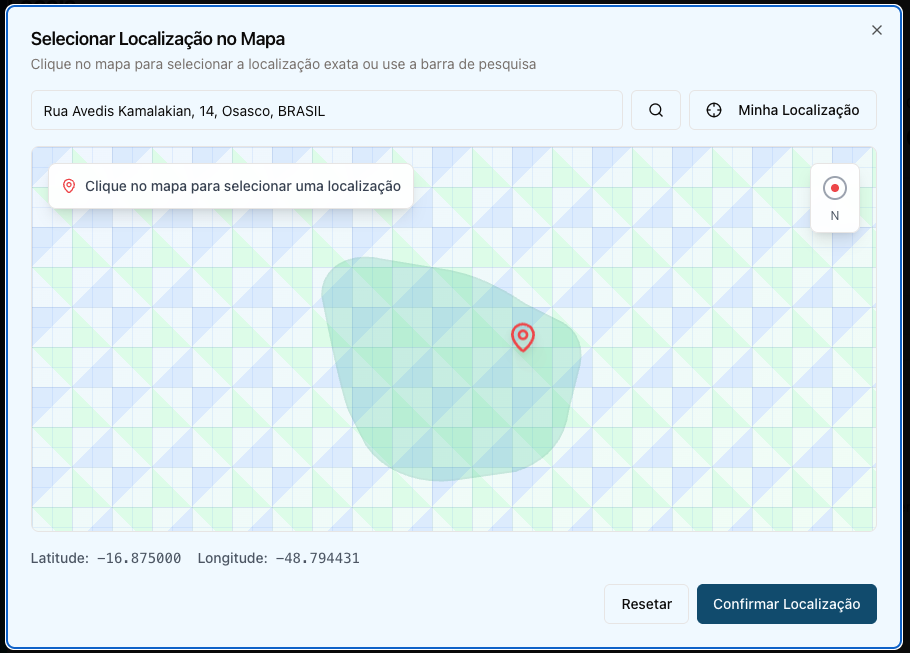 Selecionar Localização no Mapa
Clique no mapa para selecionar a localização exata ou use a barra de pesquisa
Rua Avedis Kamalakian, 14, Osasco, BRASIL
Minha Localização
Clique no mapa para selecionar uma localização
N
Latitude: −16.875000 Longitude: −48.794431
Resetar
Confirmar Localização